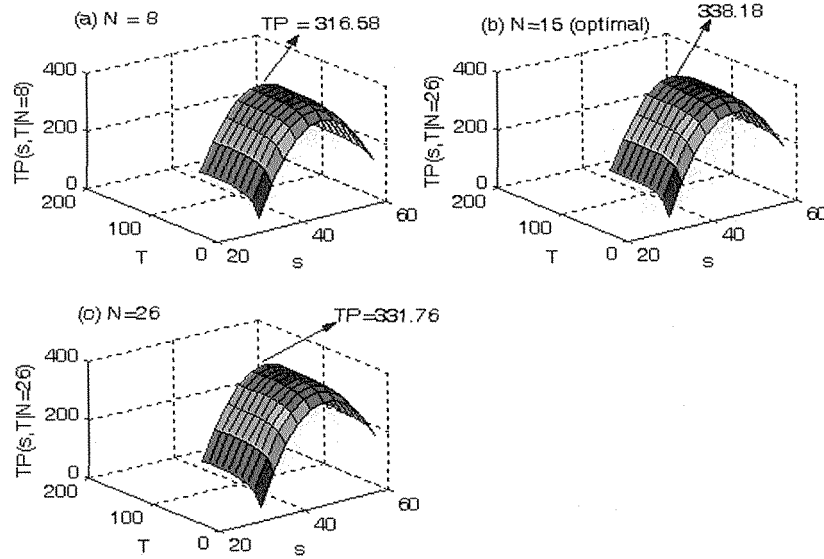 (a) N = 8
TP = 316.58
TP(s,T|N=8)
400
200
0
200
100
0
T
20
40
60
s
(b) N=15 (optimal)
338.18
TP(s,T|N=26)
400
200
0
200
100
0
T
20
40
60
s
(c) N=26
TP=331.76
TP(s,T|N=26)
400
200
0
200
100
0
T
20
40
60
s